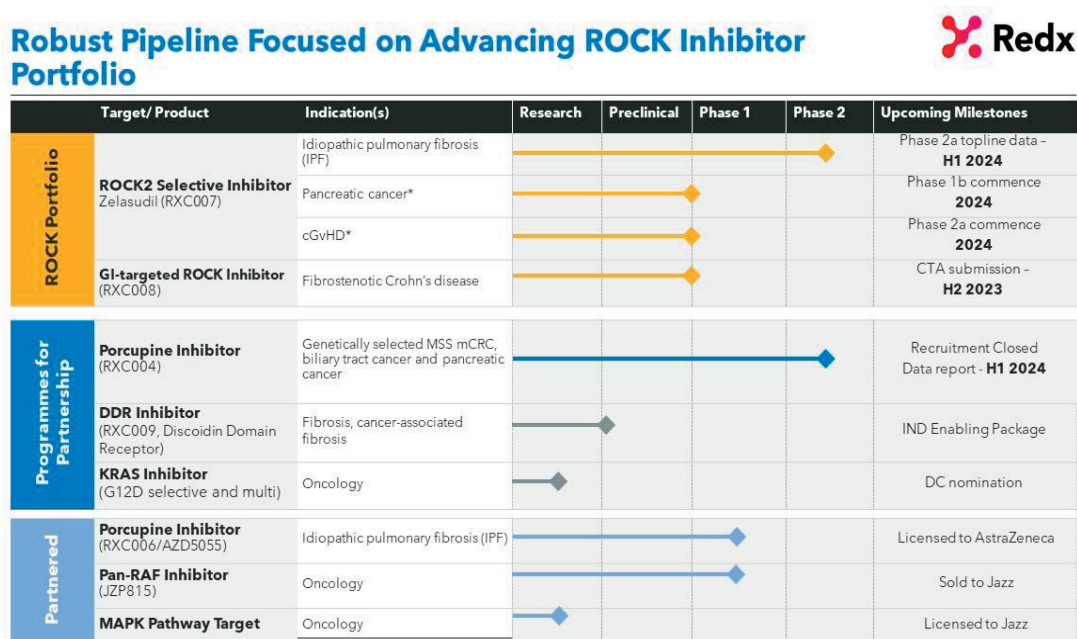 Robust Pipeline Focused on Advancing ROCK Inhibitor
Portfolio
Redx
Target/ Product
Indication(s)
Research
Preclinical
Phase 1
Phase 2
Upcoming Milestones
ROCK Portfolio
ROCK2 Selective Inhibitor
Zelasudil (RXC007)
Idiopathic pulmonary fibrosis
(IPF)
Phase 2a topline data –
H1 2024
Pancreatic cancer*
Phase 1b commence
2024
cGvHD*
Phase 2a commence
2024
GI-targeted ROCK Inhibitor
(RXC008)
Fibrostenotic Crohn's disease
CTA submission –
H2 2023
Programmes for
Partnership
Porcupine Inhibitor
(RXC004)
Genetically selected MSS mCRC,
biliary tract cancer and pancreatic
cancer
Recruitment Closed
Data report - H1 2024
DDR Inhibitor
(RXC009, Discoidin Domain
Receptor)
Fibrosis, cancer-associated
fibrosis
IND Enabling Package
KRAS Inhibitor
(G12D selective and multi)
Oncology
DC nomination
Partnered
Porcupine Inhibitor
(RXC006/AZD5055)
Idiopathic pulmonary fibrosis (IPF)
Licensed to AstraZeneca
Pan-RAF Inhibitor
(JZP815)
Oncology
Sold to Jazz
MAPK Pathway Target
Oncology
Licensed to Jazz